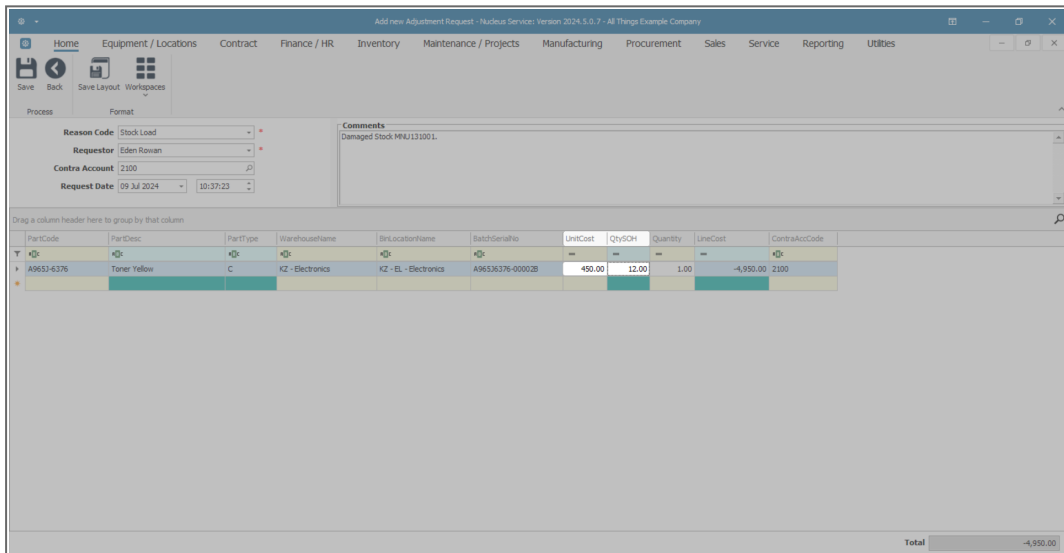 Add new Adjustment Request - Nucleus Service: Version 2024.5.0.7 - All Things Example Company
Home Equipment / Locations Contract Finance / HR Inventory Maintenance / Projects Manufacturing Procurement Sales Service Reporting Utilities
Save Back Save Layout Workspaces
Process Format
Reason Code Stock Load *
Requestor Eden Rowan *
Contra Account 2100
Request Date 09 Jul 2024 10:37:23
Comments
Damaged Stock MNU131001.
Drag a column header here to group by that column
PartCode PartDesc PartType WarehouseName BinLocationName BatchSerialNo UnitCost QtySOH Quantity LineCost ContraAccCode
A9653-6376 Toner Yellow C KZ - Electronics KZ - EL - Electronics 450.00 12.00 1.00 -4,950.00 2100
Total -4,950.00